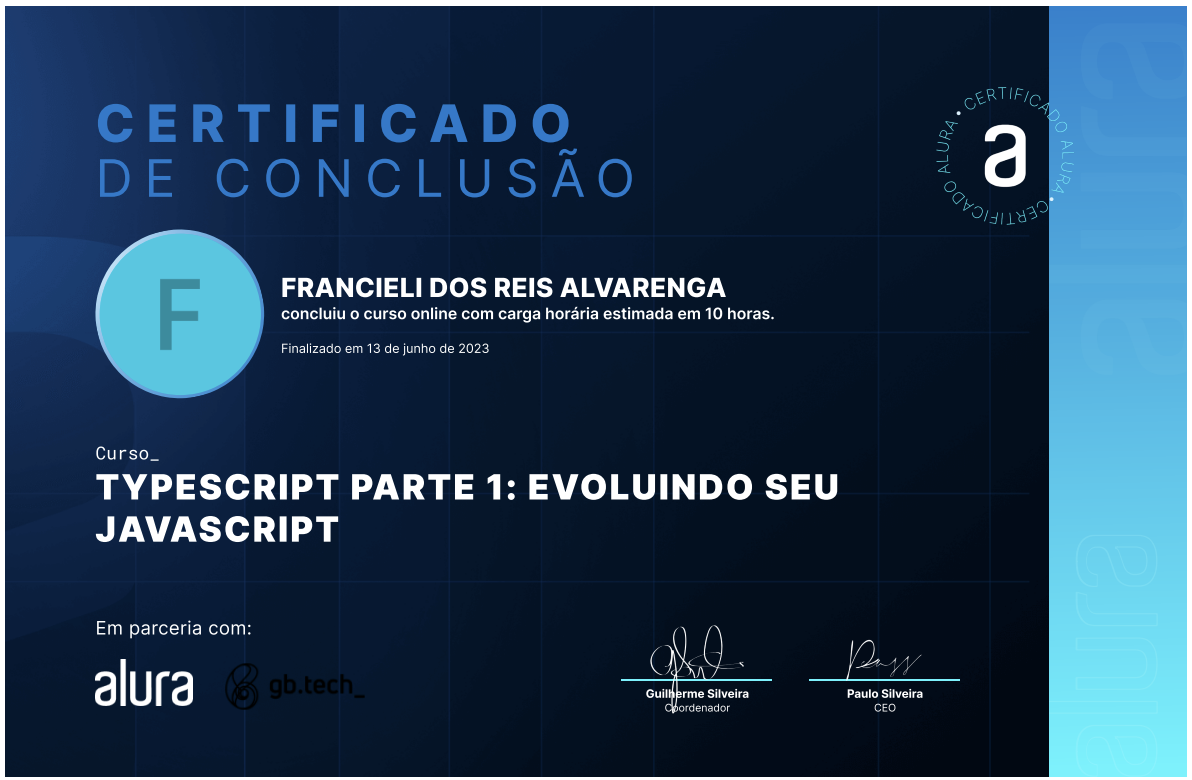 CERTIFICADO
DE CONCLUSÃO
CERTIFICADO ALURA • CERTIFICADO ALURA •
a
F
FRANCIELI DOS REIS ALVARENGA
concluiu o curso online com carga horária estimada em 10 horas.
Finalizado em 13 de junho de 2023
Curso_
TYPESCRIPT PARTE 1: EVOLUINDO SEU
JAVASCRIPT
Em parceria com:
alura
gb.tech_
Guilherme Silveira
Coordenador
Paulo Silveira
CEO
alura
alura